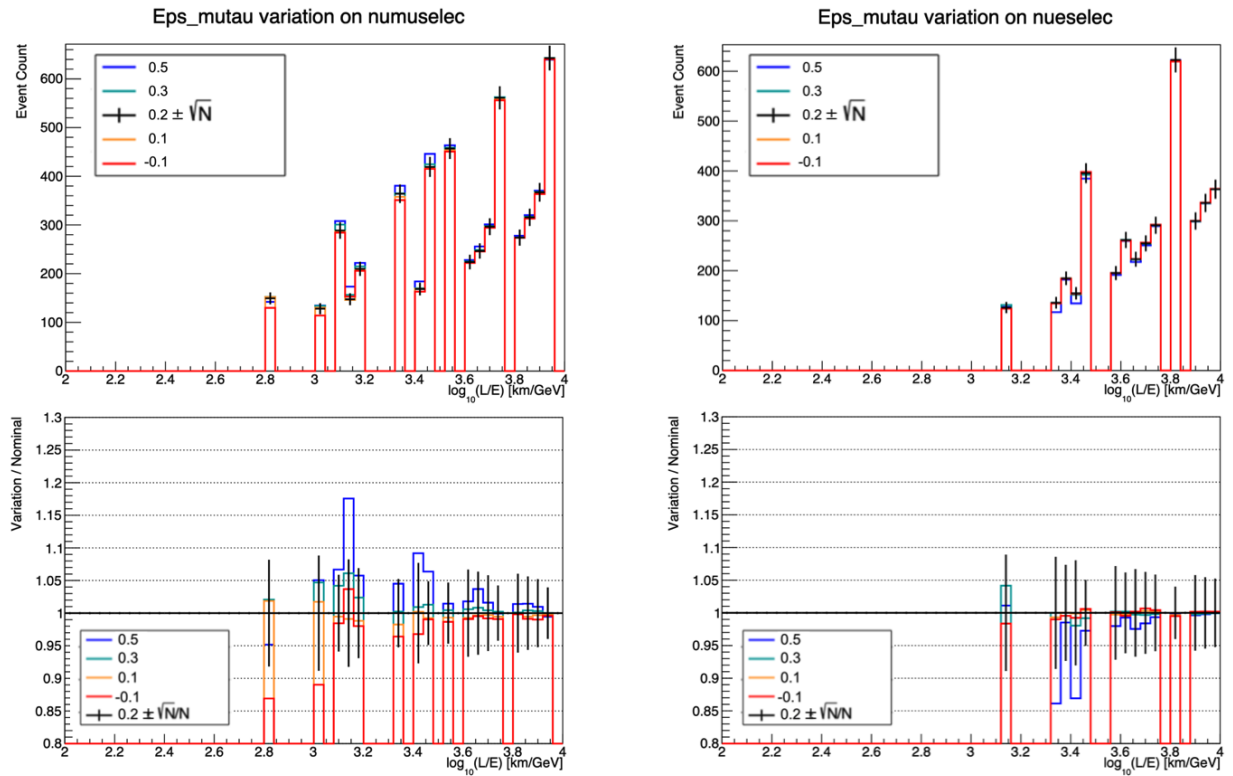 Eps_mutau variation on numuselec
Event Count
600
500
400
300
200
100
0
0.5
0.3
0.2 ± √N
0.1
-0.1
2 2.2 2.4 2.6 2.8 3 3.2 3.4 3.6 3.8 4
log10(L/E) [km/GeV]
Eps_mutau variation on nueselec
Event Count
600
500
400
300
200
100
0
0.5
0.3
0.2 ± √N
0.1
-0.1
2 2.2 2.4 2.6 2.8 3 3.2 3.4 3.6 3.8 4
log10(L/E) [km/GeV]
Variation / Nominal
1.3
1.25
1.2
1.15
1.1
1.05
1
0.95
0.9
0.85
0.8
0.5
0.3
0.1
-0.1
0.2 ± √N/N
2 2.2 2.4 2.6 2.8 3 3.2 3.4 3.6 3.8 4
log10(L/E) [km/GeV]
Variation / Nominal
1.3
1.25
1.2
1.15
1.1
1.05
1
0.95
0.9
0.85
0.8
0.5
0.3
0.1
-0.1
0.2 ± √N/N
2 2.2 2.4 2.6 2.8 3 3.2 3.4 3.6 3.8 4
log10(L/E) [km/GeV]